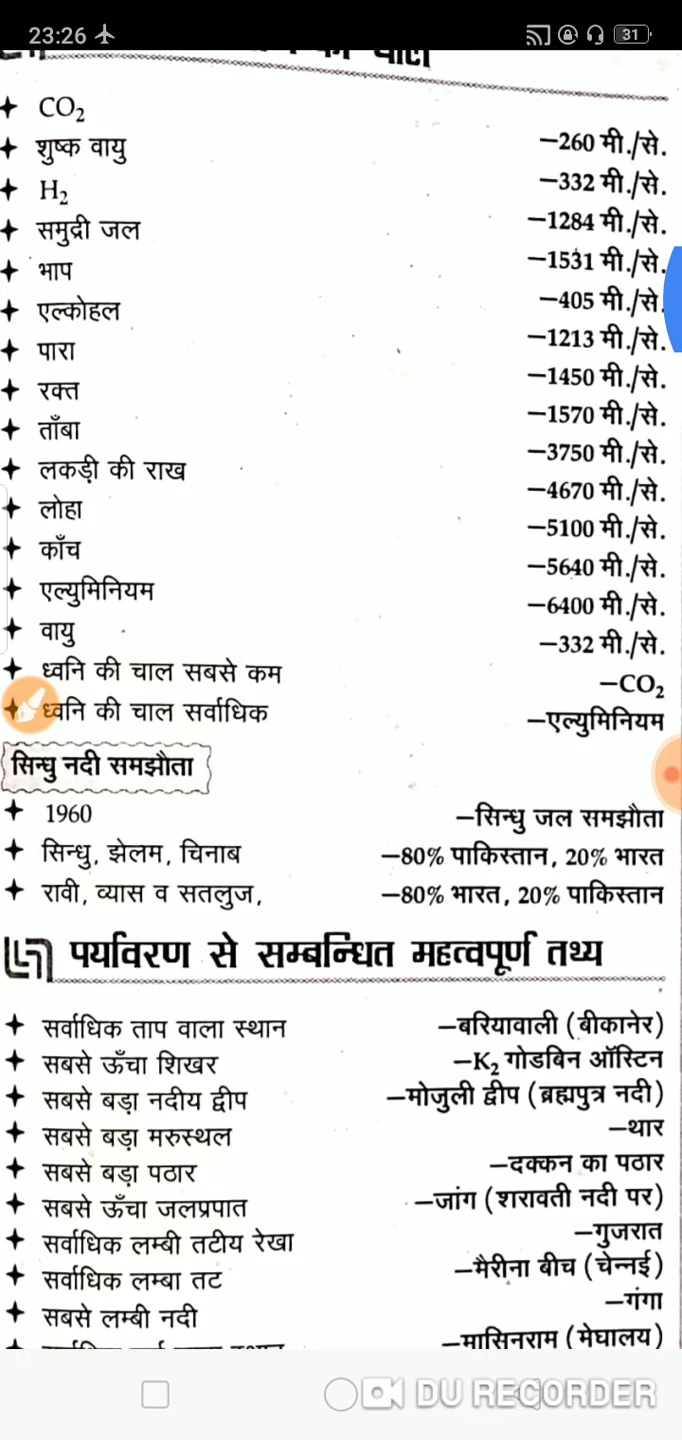 23:26
31
CO₂ –260 मी./से.
शुष्क वायु –332 मी./से.
H₂ –1284 मी./से.
समुद्री जल –1531 मी./से.
भाप –405 मी./से.
एल्कोहल –1213 मी./से.
पारा –1450 मी./से.
रक्त –1570 मी./से.
ताँबा –3750 मी./से.
लकड़ी की राख –4670 मी./से.
लोहा –5100 मी./से.
काँच –5640 मी./से.
एल्युमिनियम –6400 मी./से.
वायु –332 मी./से.
ध्वनि की चाल सबसे कम –CO₂
ध्वनि की चाल सर्वाधिक –एल्युमिनियम
सिन्धु नदी समझौता
1960 –सिन्धु जल समझौता
सिन्धु, झेलम, चिनाब –80% पाकिस्तान, 20% भारत
रावी, व्यास व सतलुज, –80% भारत, 20% पाकिस्तान
पर्यावरण से सम्बन्धित महत्वपूर्ण तथ्य
सर्वाधिक ताप वाला स्थान –बरियावाली (बीकानेर)
सबसे ऊँचा शिखर –K₂ गोडबिन ऑस्टिन
सबसे बड़ा नदीय द्वीप –मोजुली द्वीप (ब्रह्मपुत्र नदी)
सबसे बड़ा मरुस्थल –थार
सबसे बड़ा पठार –दक्कन का पठार
सबसे ऊँचा जलप्रपात –जांग (शरावती नदी पर)
सर्वाधिक लम्बी तटीय रेखा –गुजरात
सर्वाधिक लम्बा तट –मैरीना बीच (चेन्नई)
सबसे लम्बी नदी –गंगा
–मासिनराम (मेघालय)
DU RECORDER